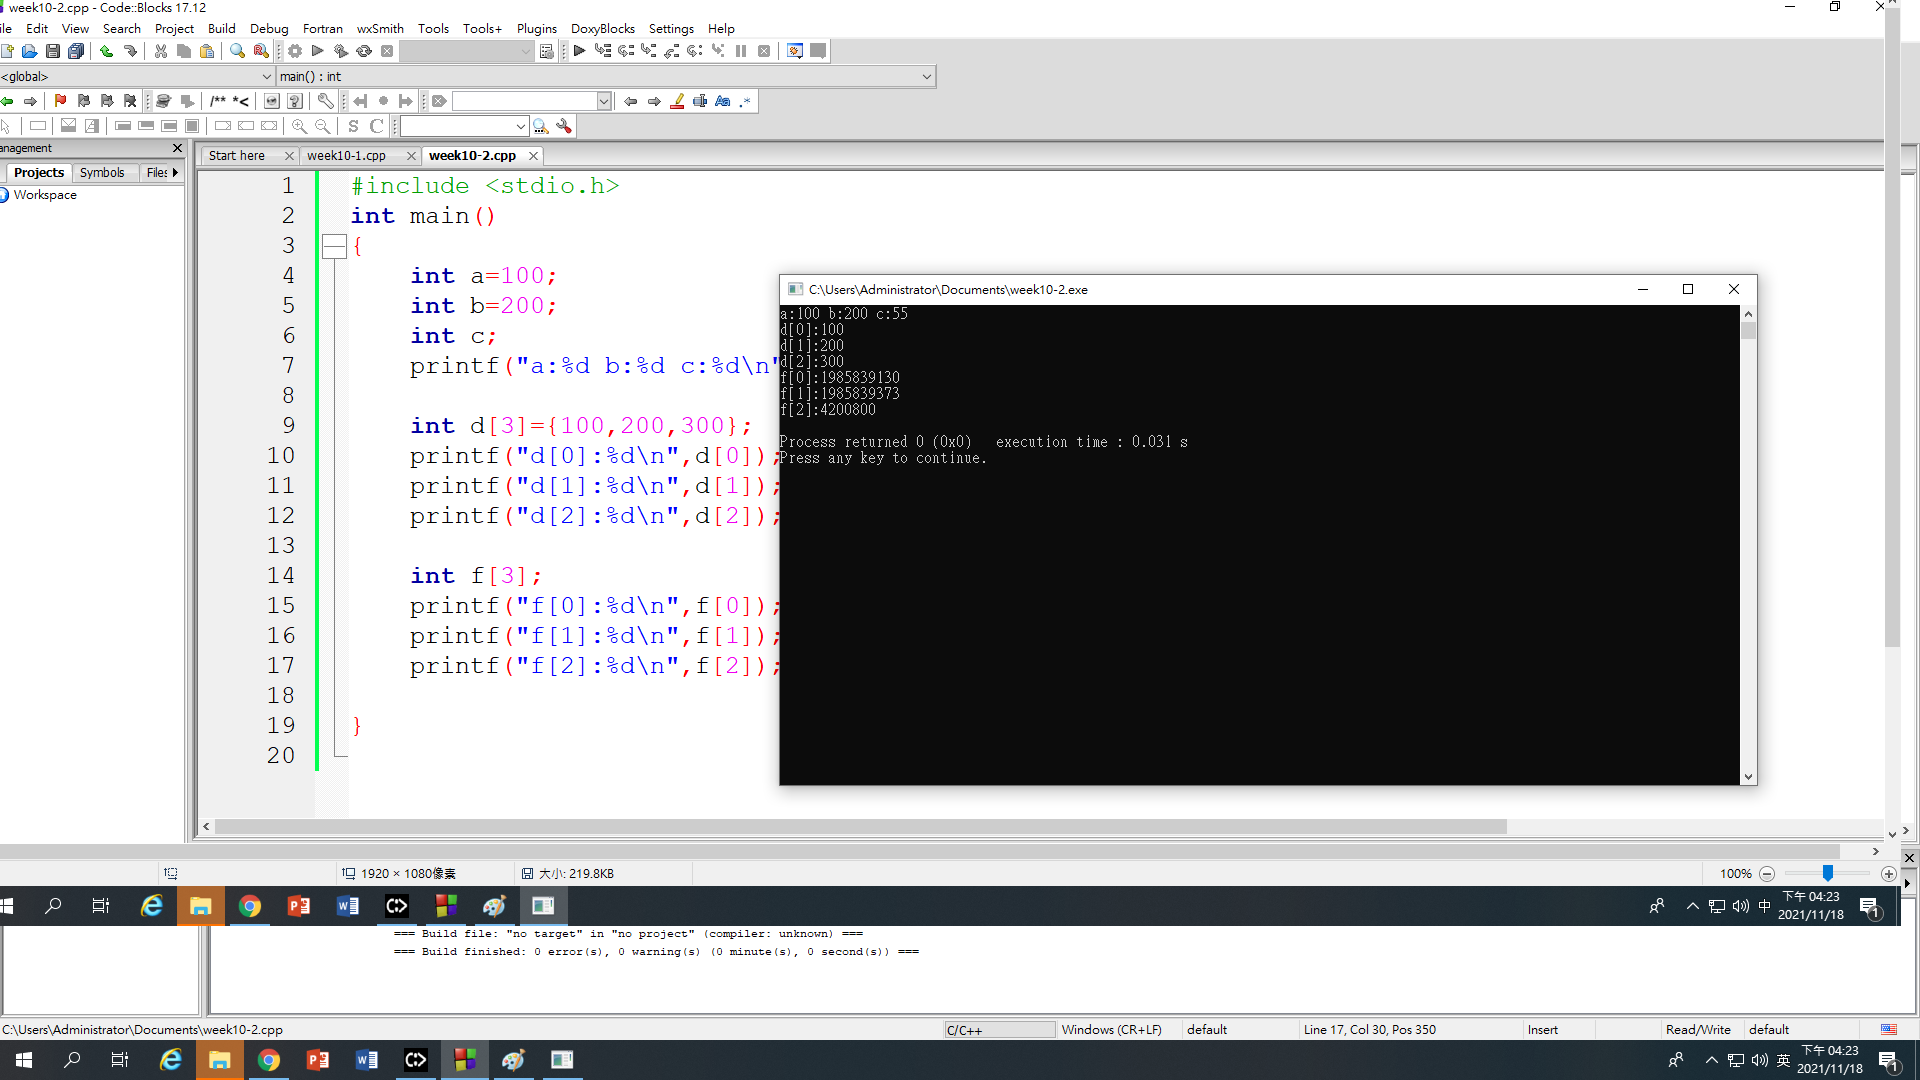 week10-2.cpp - Code::Blocks 17.12
ile Edit View Search Project Build Debug Fortran wxSmith Tools Tools+ Plugins DoxyBlocks Settings Help
<global> main() : int
/** *< Aa .*
S C
anagement
Projects Symbols Files
Workspace
Start here week10-1.cpp week10-2.cpp
1 #include <stdio.h>
2 int main()
3 {
4 int a=100;
5 int b=200;
6 int c;
7 printf("a:%d b:%d c:%d\n"
8
9 int d[3]={100,200,300};
10 printf("d[0]:%d\n",d[0]);
11 printf("d[1]:%d\n",d[1]);
12 printf("d[2]:%d\n",d[2]);
13
14 int f[3];
15 printf("f[0]:%d\n",f[0]);
16 printf("f[1]:%d\n",f[1]);
17 printf("f[2]:%d\n",f[2]);
18
19 }
20
C:\Users\Administrator\Documents\week10-2.exe
a:100 b:200 c:55
d[0]:100
d[1]:200
d[2]:300
f[0]:1985839130
f[1]:1985839373
f[2]:4200800
Process returned 0 (0x0) execution time : 0.031 s
Press any key to continue.
1920 × 1080像素 大小: 219.8KB 100%
中 下午 04:23
2021/11/18 1
=== Build file: "no target" in "no project" (compiler: unknown) ===
=== Build finished: 0 error(s), 0 warning(s) (0 minute(s), 0 second(s)) ===
C:\Users\Administrator\Documents\week10-2.cpp C/C++ Windows (CR+LF) default Line 17, Col 30, Pos 350 Insert Read/Write default
英 下午 04:23
2021/11/18 1